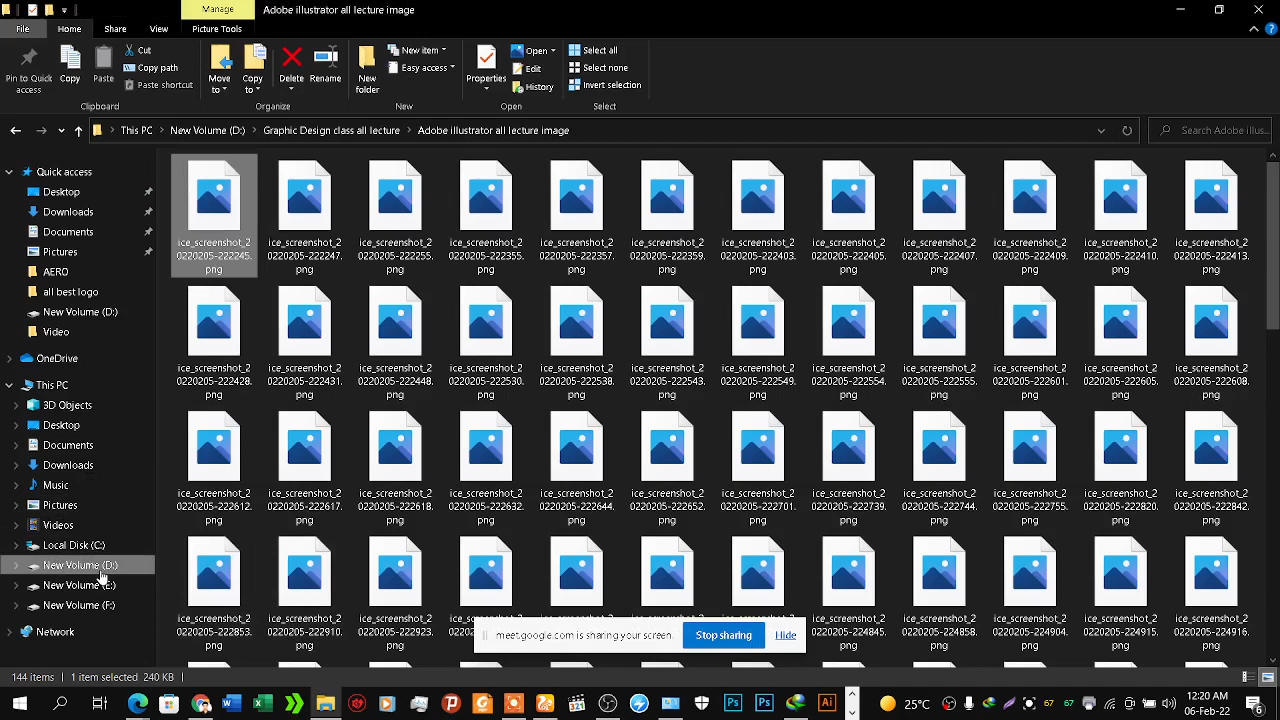 Manage
Adobe illustrator all lecture image
File
Home
Share
View
Picture Tools
Pin to Quick access
Copy
Paste
Cut
Copy path
Paste shortcut
Move to
Copy to
Delete
Rename
New folder
New item
Easy access
Properties
Open
Edit
History
Select all
Select none
Invert selection
Clipboard
Organize
New
Open
Select
This PC > New Volume (D:) > Graphic Design class all lecture > Adobe illustrator all lecture image
Search Adobe illus...
Quick access
Desktop
Downloads
Documents
Pictures
AERO
all best logo
New Volume (D:)
Video
OneDrive
This PC
3D Objects
Desktop
Documents
Downloads
Music
Pictures
Videos
Local Disk (C:)
New Volume (D:)
New Volume (E:)
New Volume (F:)
Network
ice_screenshot_20220205-222245.png
ice_screenshot_20220205-222247.png
ice_screenshot_20220205-222255.png
ice_screenshot_20220205-222355.png
ice_screenshot_20220205-222357.png
ice_screenshot_20220205-222359.png
ice_screenshot_20220205-222403.png
ice_screenshot_20220205-222405.png
ice_screenshot_20220205-222407.png
ice_screenshot_20220205-222409.png
ice_screenshot_20220205-222410.png
ice_screenshot_20220205-222413.png
ice_screenshot_20220205-222428.png
ice_screenshot_20220205-222431.png
ice_screenshot_20220205-222448.png
ice_screenshot_20220205-222530.png
ice_screenshot_20220205-222538.png
ice_screenshot_20220205-222543.png
ice_screenshot_20220205-222549.png
ice_screenshot_20220205-222554.png
ice_screenshot_20220205-222555.png
ice_screenshot_20220205-222601.png
ice_screenshot_20220205-222605.png
ice_screenshot_20220205-222608.png
ice_screenshot_20220205-222612.png
ice_screenshot_20220205-222617.png
ice_screenshot_20220205-222618.png
ice_screenshot_20220205-222632.png
ice_screenshot_20220205-222644.png
ice_screenshot_20220205-222652.png
ice_screenshot_20220205-222701.png
ice_screenshot_20220205-222739.png
ice_screenshot_20220205-222744.png
ice_screenshot_20220205-222755.png
ice_screenshot_20220205-222820.png
ice_screenshot_20220205-222842.png
ice_screenshot_20220205-222853.png
ice_screenshot_20220205-222910.png
ice_screenshot_20220205-222923.png
ice_screenshot_20220205-224845.png
ice_screenshot_20220205-224858.png
ice_screenshot_20220205-224904.png
ice_screenshot_20220205-224915.png
ice_screenshot_20220205-224916.png
meet.google.com is sharing your screen.
Stop sharing
Hide
144 items
1 item selected 240 KB
25°C
67
67
12:20 AM
06-Feb-22
6